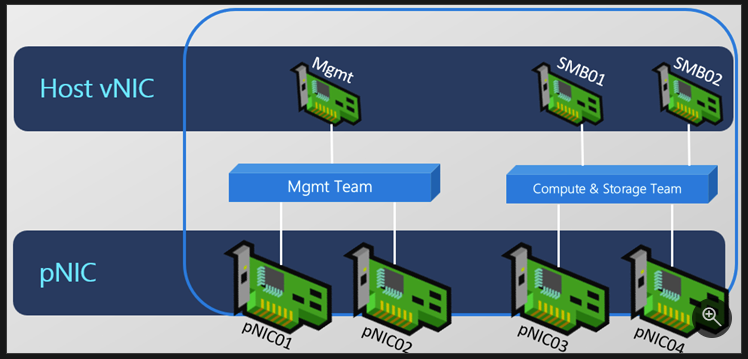 Host vNIC
Mgmt
SMB01
SMB02
Mgmt Team
Compute & Storage Team
pNIC
pNIC01
pNIC02
pNIC03
pNIC04